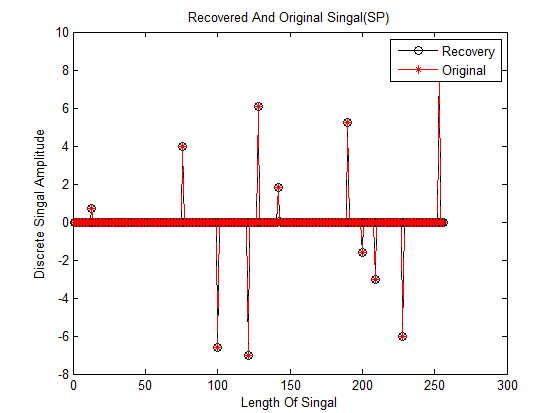 Recovered And Original Singal(SP)
Recovery
Original
10
8
6
4
2
0
-2
-4
-6
-8
Discrete Singal Amplitude
0 50 100 150 200 250 300
Length Of Singal